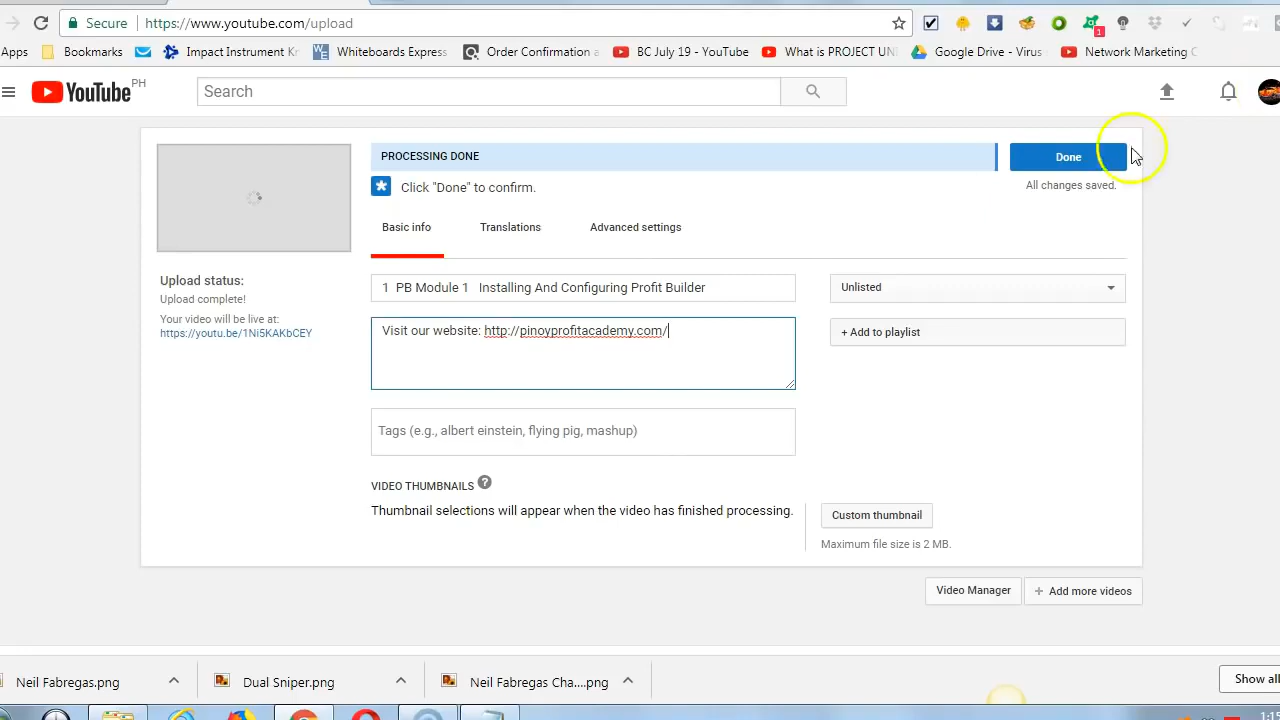 Secure https://www.youtube.com/upload
Apps Bookmarks Impact Instrument Kr Whiteboards Express Order Confirmation a BC July 19 - YouTube What is PROJECT UNI Google Drive - Virus Network Marketing C
YouTube PH Search
PROCESSING DONE Done
Click "Done" to confirm. All changes saved.
Basic info Translations Advanced settings
Upload status:
Upload complete!
Your video will be live at:
https://youtu.be/1Ni5KAKbCEY
1 PB Module 1 Installing And Configuring Profit Builder Unlisted
Visit our website: http://pinoyprofitacademy.com/ + Add to playlist
Tags (e.g., albert einstein, flying pig, mashup)
VIDEO THUMBNAILS ?
Thumbnail selections will appear when the video has finished processing. Custom thumbnail
Maximum file size is 2 MB.
Video Manager + Add more videos
Neil Fabregas.png Dual Sniper.png Neil Fabregas Cha....png Show all